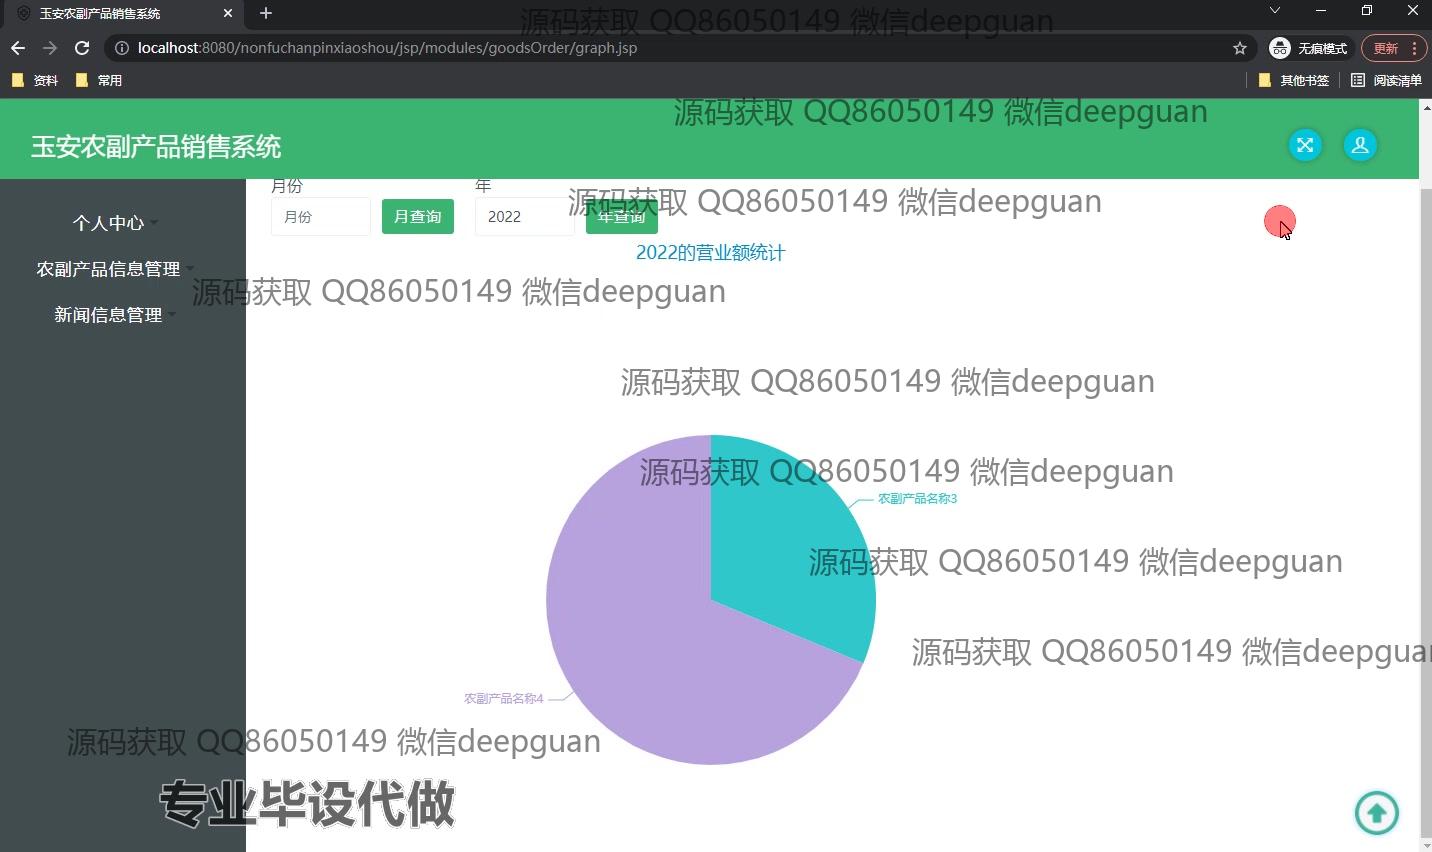 玉安农副产品销售系统
源码获取 QQ86050149 微信deepguan
localhost:8080/nonfuchanpinxiaoshou/jsp/modules/goodsOrder/graph.jsp
无痕模式
更新
资料
常用
其他书签
阅读清单
源码获取 QQ86050149 微信deepguan
玉安农副产品销售系统
月份
年
月份
月查询
2022
年查询
源码获取 QQ86050149 微信deepguan
个人中心
2022的营业额统计
农副产品信息管理
源码获取 QQ86050149 微信deepguan
新闻信息管理
源码获取 QQ86050149 微信deepguan
源码获取 QQ86050149 微信deepguan
农副产品名称3
源码获取 QQ86050149 微信deepguan
源码获取 QQ86050149 微信deepgua
农副产品名称4
源码获取 QQ86050149 微信deepguan
专业毕设代做